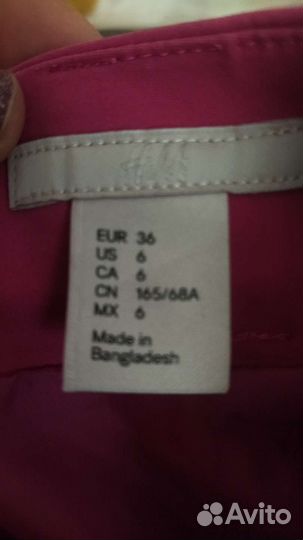 EUR 36
US 6
CA 6
CN 165/68A
MX 6
Made in
Bangladesh
Avito